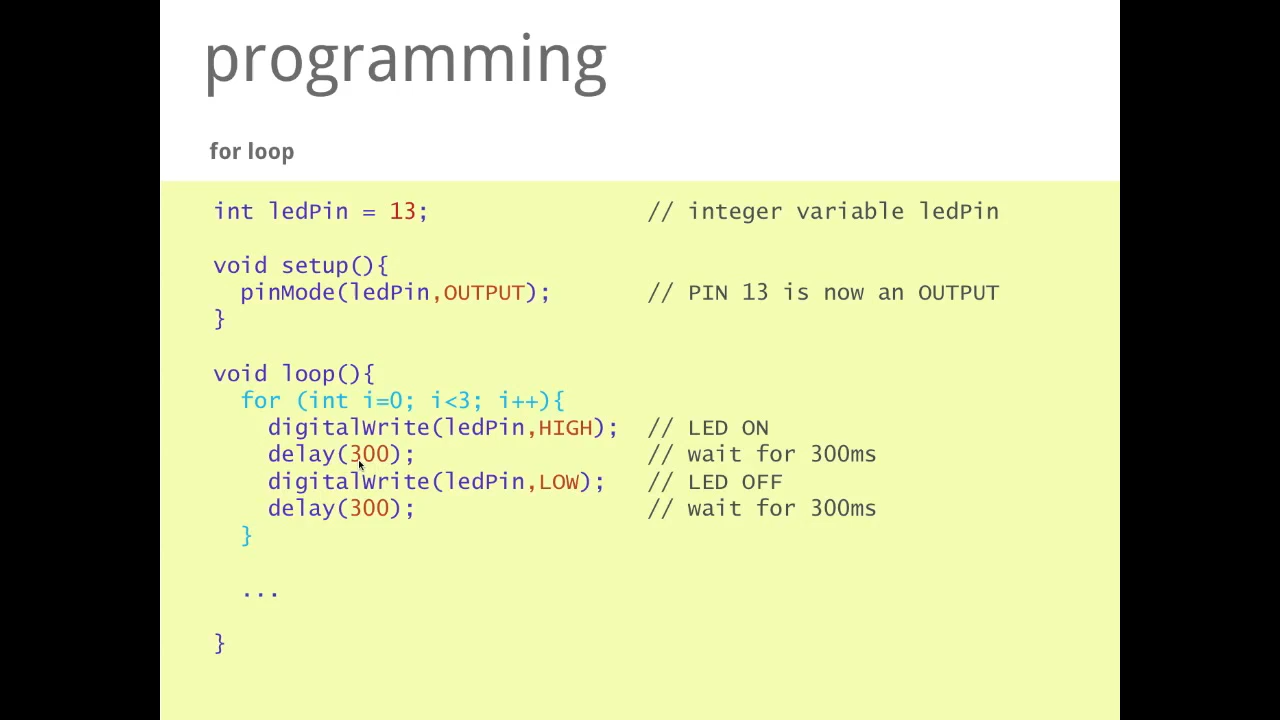 programming
for loop
int ledPin = 13; // integer variable ledPin
void setup(){
pinMode(ledPin,OUTPUT); // PIN 13 is now an OUTPUT
}
void loop(){
for (int i=0; i<3; i++){
digitalWrite(ledPin,HIGH); // LED ON
delay(300); // wait for 300ms
digitalWrite(ledPin,LOW); // LED OFF
delay(300); // wait for 300ms
}
...
}